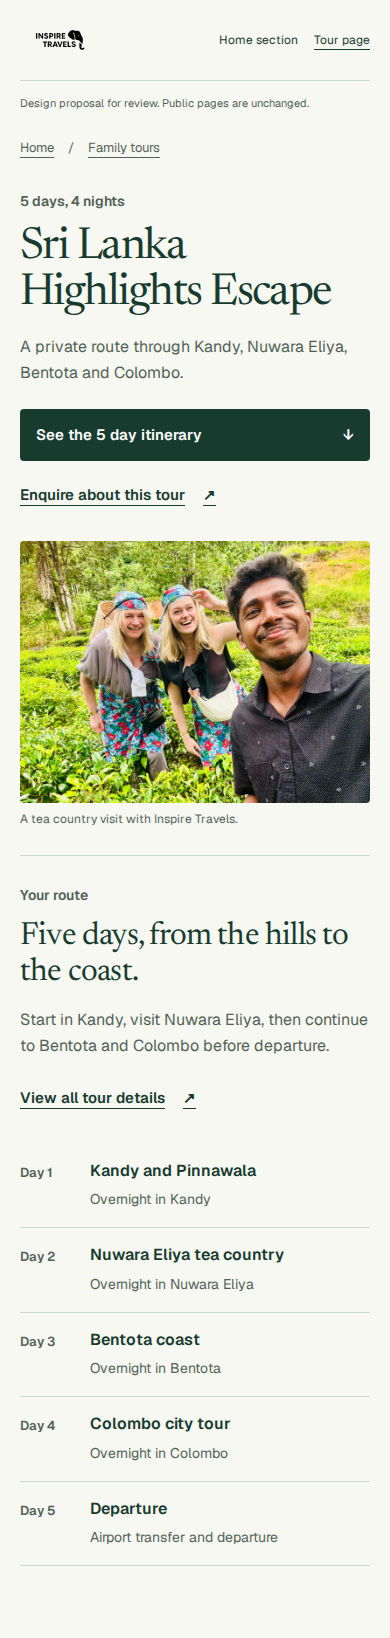 INSPIRE
TRAVELS
Home section Tour page
Design proposal for review. Public pages are unchanged.
Home / Family tours
5 days, 4 nights
Sri Lanka
Highlights Escape
A private route through Kandy, Nuwara Eliya,
Bentota and Colombo.
See the 5 day itinerary ↓
Enquire about this tour ↗
A tea country visit with Inspire Travels.
Your route
Five days, from the hills to
the coast.
Start in Kandy, visit Nuwara Eliya, then continue
to Bentota and Colombo before departure.
View all tour details ↗
Day 1 Kandy and Pinnawala
Overnight in Kandy
Day 2 Nuwara Eliya tea country
Overnight in Nuwara Eliya
Day 3 Bentota coast
Overnight in Bentota
Day 4 Colombo city tour
Overnight in Colombo
Day 5 Departure
Airport transfer and departure